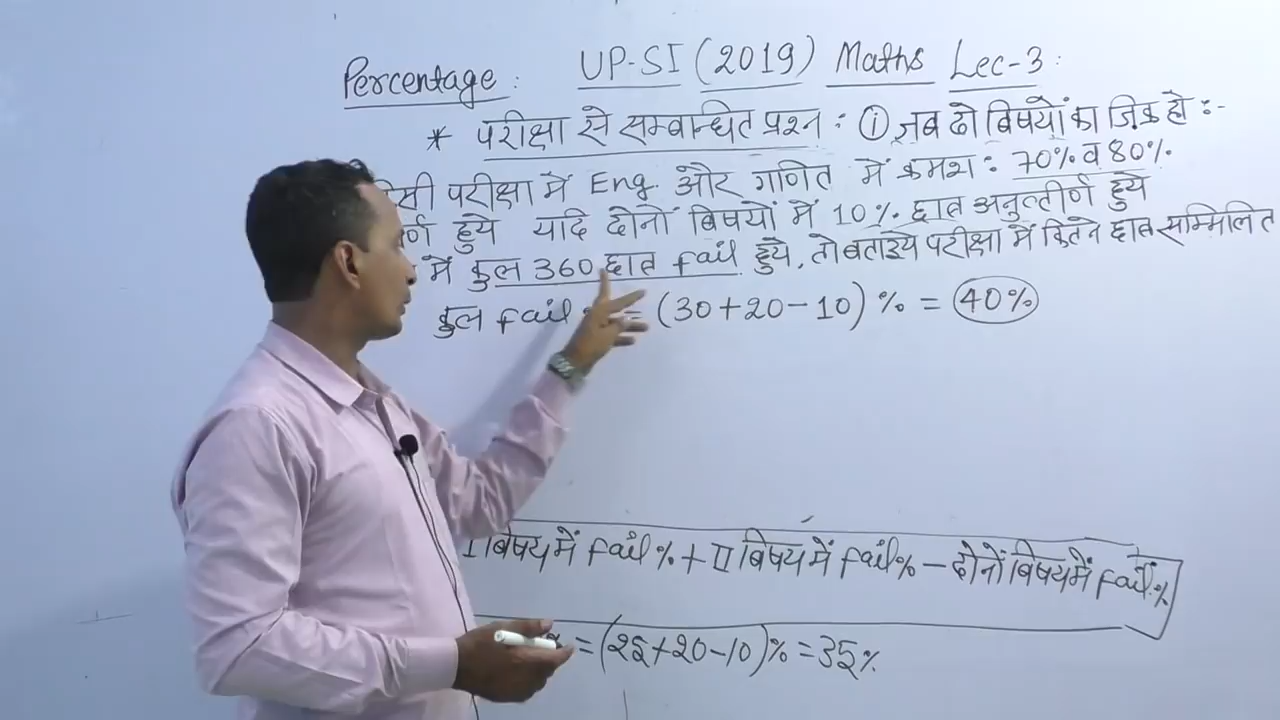 Percentage : UP-SI (2019) Maths Lec-3 :
* परीक्षा से सम्बान्धित प्रश्न : ① जब दो विषयों का जिक्र हो :-
परीक्षा में Eng. और गणित में क्रमश: 70% व 80%
हुये यदि दोनों विषयों में 10% छात्र अनुत्तीर्ण हुये
में कुल 360 छात्र fail हुये, तो बताइये परीक्षा में कितने छात्र सम्मिलित
कुल fail = (30+20-10) % = 40%
I विषय में fail % + II विषय में fail % - दोनों विषय में fail %
= (25+20-10)% = 35%